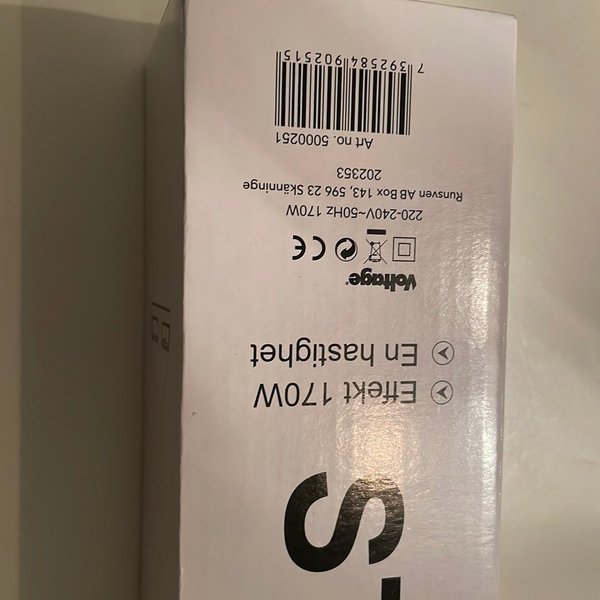 S
Effekt 170W
En hastighet
Voltage
CE
220-240V~50Hz 170W
Runsven AB Box 143, 596 23 Skänninge
202353
Art no. 5000251
7 392584 902515